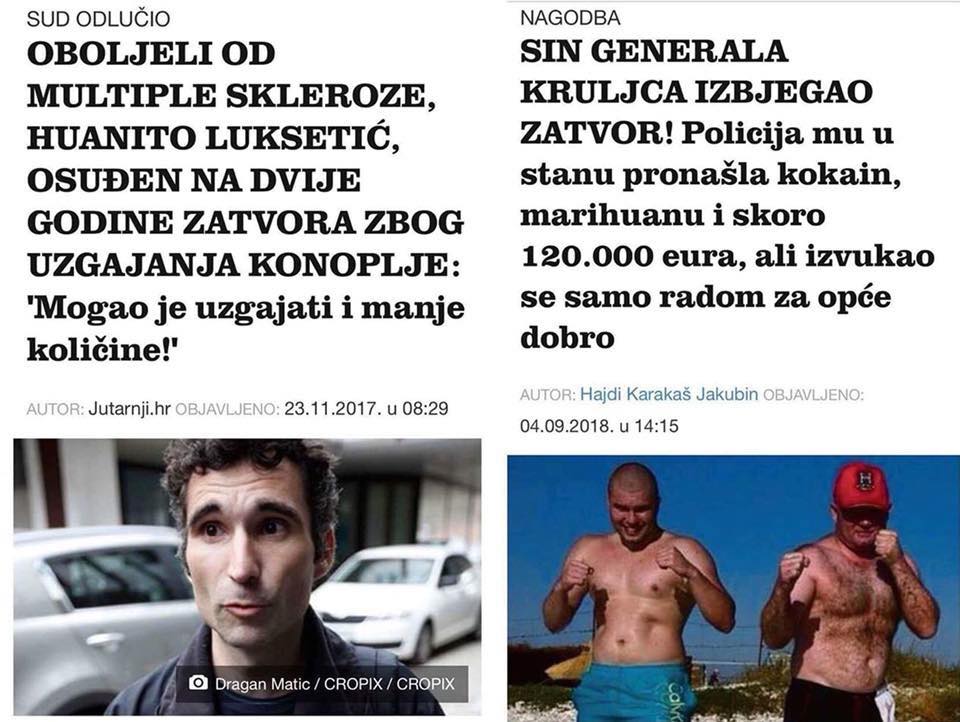 SUD ODLUČIO
OBOLJELI OD
MULTIPLE SKLEROZE,
HUANITO LUKSETIĆ,
OSUĐEN NA DVIJE
GODINE ZATVORA ZBOG
UZGAJANJA KONOPLJE:
'Mogao je uzgajati i manje
količine!'
AUTOR: Jutarnji.hr OBJAVLJENO: 23.11.2017. u 08:29
Dragan Matic / CROPIX / CROPIX
NAGODBA
SIN GENERALA
KRULJCA IZBJEGAO
ZATVOR! Policija mu u
stanu pronašla kokain,
marihuanu i skoro
120.000 eura, ali izvukao
se samo radom za opće
dobro
AUTOR: Hajdi Karakaš Jakubin OBJAVLJENO:
04.09.2018. u 14:15
H